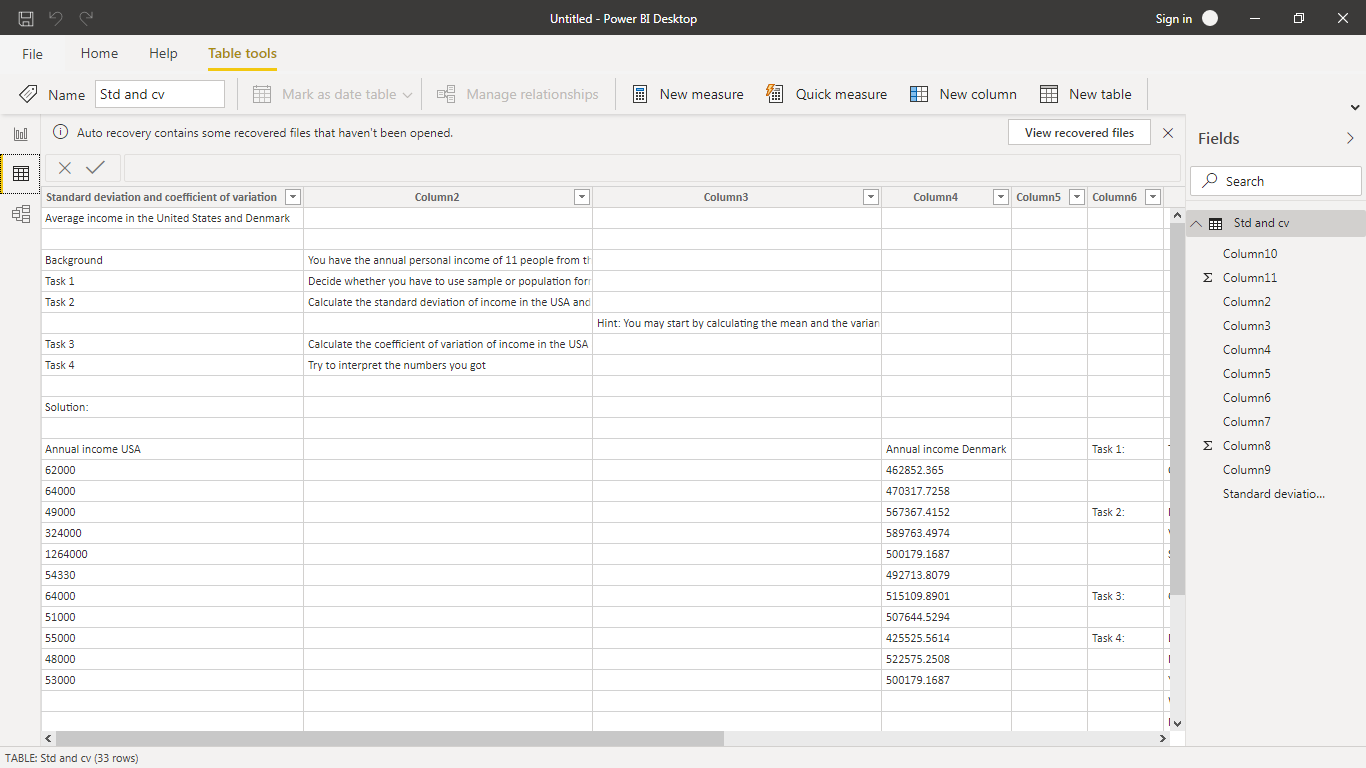 Untitled - Power BI Desktop
Sign in
File Home Help Table tools
Name Std and cv Mark as date table Manage relationships New measure Quick measure New column New table
Auto recovery contains some recovered files that haven't been opened. View recovered files
Fields
Search
Standard deviation and coefficient of variation Column2 Column3 Column4 Column5 Column6
Average income in the United States and Denmark
Background You have the annual personal income of 11 people from
Task 1 Decide whether you have to use sample or population
Task 2 Calculate the standard deviation of income in the USA and
Hint: You may start by calculating the mean and the
Task 3 Calculate the coefficient of variation of income in the USA
Task 4 Try to interpret the numbers you got
Solution:
Annual income USA Annual income Denmark Task 1:
62000 462852.365
64000 470317.7258
49000 567367.4152 Task 2:
324000 589763.4974
1264000 500179.1687
54330 492713.8079
64000 515109.8901 Task 3:
51000 507644.5294
55000 425525.5614 Task 4:
48000 522575.2508
53000 500179.1687
Std and cv
Column10
Σ Column11
Column2
Column3
Column4
Column5
Column6
Column7
Σ Column8
Column9
Standard deviatio...
TABLE: Std and cv (33 rows)